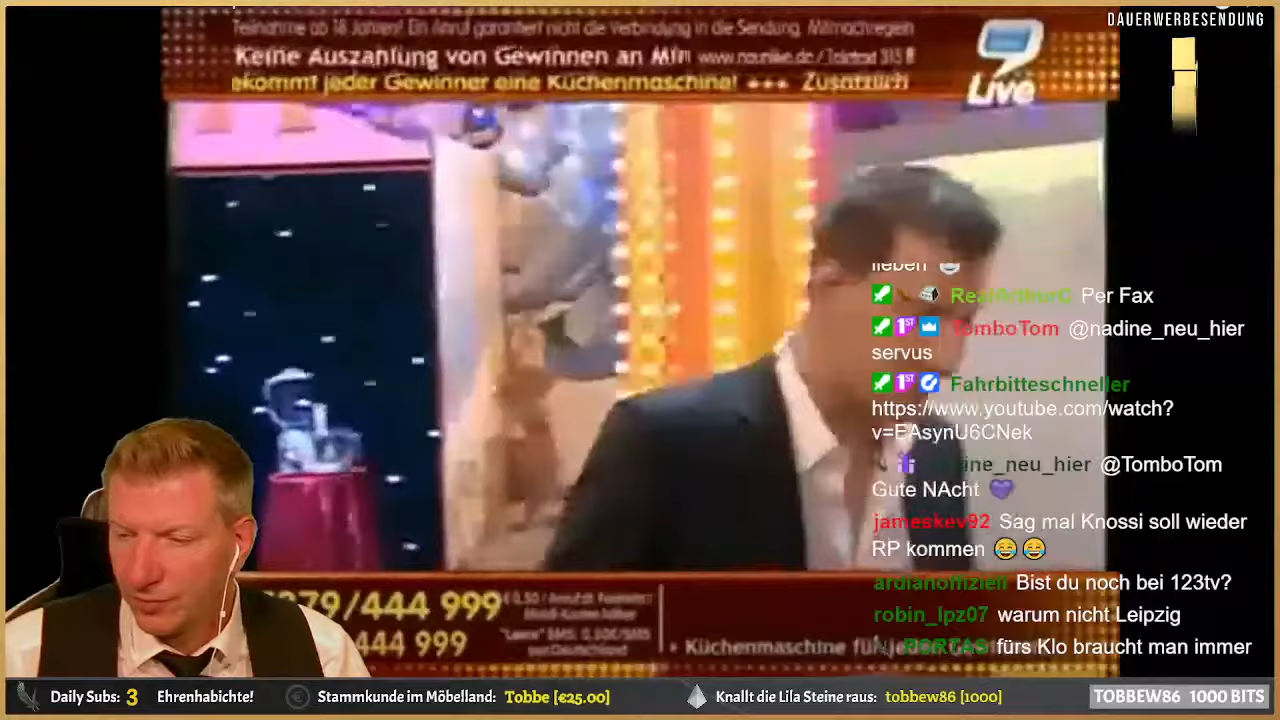 Teilnahme ab 18 Jahren! Ein Anruf garantiert nicht die Verbindung in die Sendung. Mitmachregeln
Keine Auszahlung von Gewinnen an Min
www.neunlive.de/Teletext
ekommt jeder Gewinner eine Küchenmaschine! +++ Zusätzlich
9
Live
DAUERWERBESENDUNG
lieben
RealArthurC Per Fax
TomboTom @nadine_neu_hier
servus
Fahrbitteschneller
https://www.youtube.com/watch?
v=EAsynU6CNek
ine_neu_hier @TomboTom
Gute NAcht
jameskev92 Sag mal Knossi soll wieder
RP kommen
ardianoffiziell Bist du noch bei 123tv?
robin_lpz07 warum nicht Leipzig
fürs Klo braucht man immer
379/444 999
444 999
Küchenmaschine für jeden
Daily Subs: 3 Ehrenhabichte!
Stammkunde im Möbelland: Tobbe [€25.00]
Knallt die Lila Steine raus: tobbew86 [1000]
TOBBEW86 1000 BITS